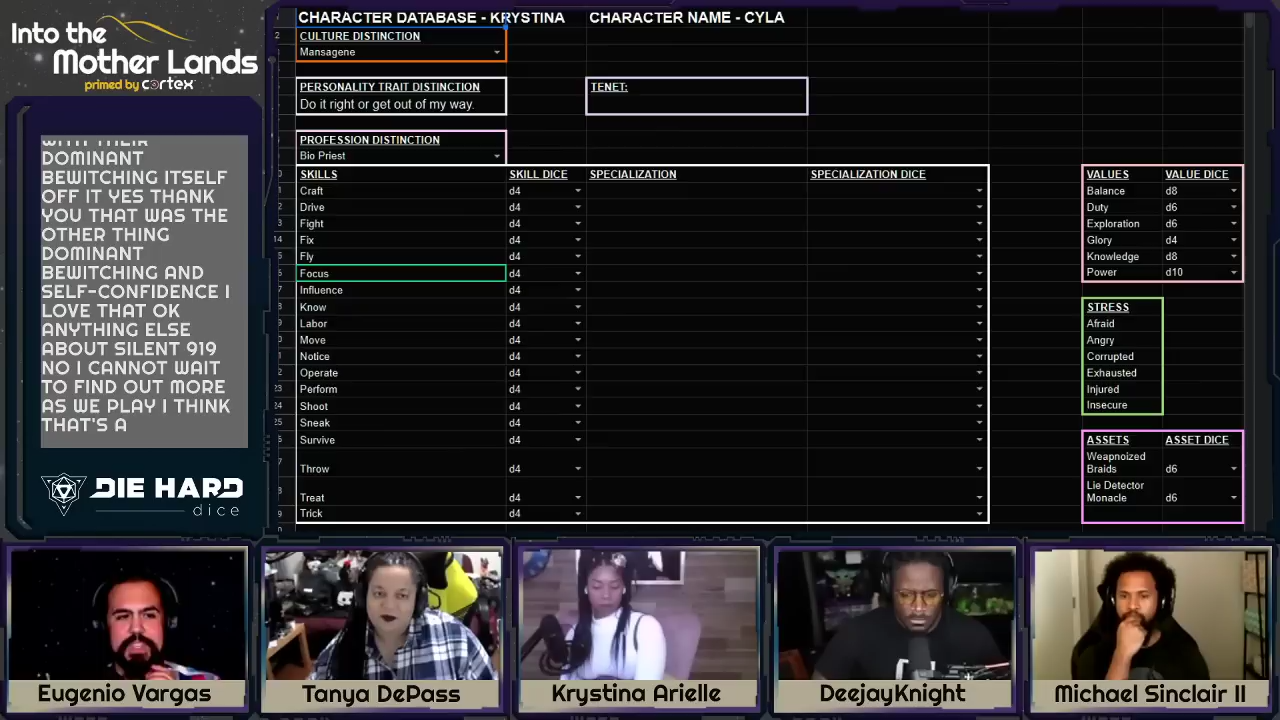 Into the
Mother Lands
primed by cortex
WITH THEIR
DOMINANT
BEWITCHING ITSELF
OFF IT YES THANK
YOU THAT WAS THE
OTHER THING
DOMINANT
BEWITCHING AND
SELF-CONFIDENCE I
LOVE THAT OK
ANYTHING ELSE
ABOUT SILENT 919
NO I CANNOT WAIT
TO FIND OUT MORE
AS WE PLAY I THINK
THAT'S A
DIE HARD
dice
CHARACTER DATABASE - KRYSTINA CHARACTER NAME - CYLA
CULTURE DISTINCTION
Mansagene
PERSONALITY TRAIT DISTINCTION
Do it right or get out of my way.
TENET:
PROFESSION DISTINCTION
Bio Priest
SKILLS SKILL DICE SPECIALIZATION SPECIALIZATION DICE
Craft d4
Drive d4
Fight d4
Fix d4
Fly d4
Focus d4
Influence d4
Know d4
Labor d4
Move d4
Notice d4
Operate d4
Perform d4
Shoot d4
Sneak d4
Survive d4
Throw d4
Treat d4
Trick d4
VALUES VALUE DICE
Balance d8
Duty d6
Exploration d6
Glory d4
Knowledge d8
Power d10
STRESS
Afraid
Angry
Corrupted
Exhausted
Injured
Insecure
ASSETS ASSET DICE
Weapnoized
Braids d6
Lie Detector
Monacle d6
Eugenio Vargas
Tanya DePass
Krystina Arielle
DeejayKnight
Michael Sinclair II